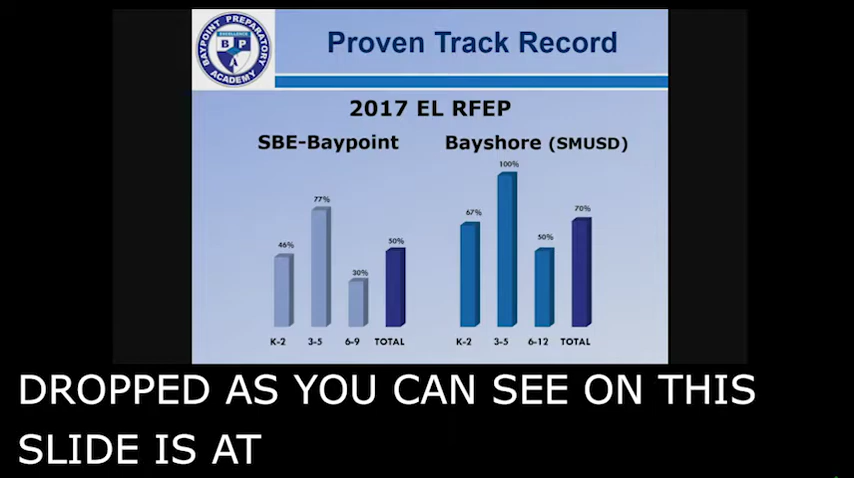 BAYPOINT PREPARATORY
EXCELLENCE
B P
A
ACADEMY
Proven Track Record
2017 EL RFEP
SBE-Baypoint
Bayshore (SMUSD)
46%
77%
30%
50%
K-2 3-5 6-9 TOTAL
67%
100%
50%
70%
K-2 3-5 6-12 TOTAL
DROPPED AS YOU CAN SEE ON THIS
SLIDE IS AT